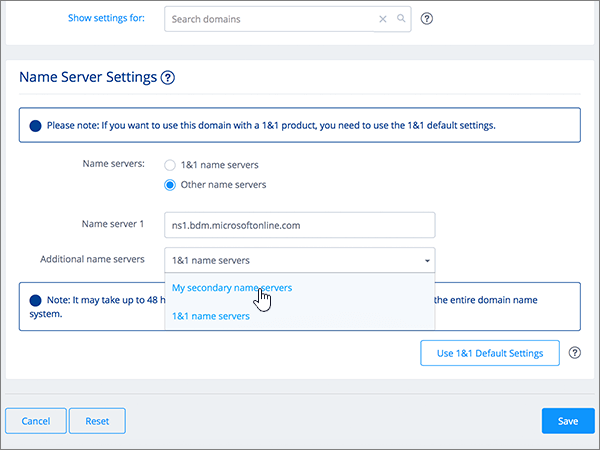 Show settings for:
Search domains
Name Server Settings
Please note: If you want to use this domain with a 1&1 product, you need to use the 1&1 default settings.
Name servers:
1&1 name servers
Other name servers
Name server 1
ns1.bdm.microsoftonline.com
Additional name servers
1&1 name servers
My secondary name servers
1&1 name servers
Note: It may take up to 48 h the entire domain name
system.
Use 1&1 Default Settings
Cancel
Reset
Save